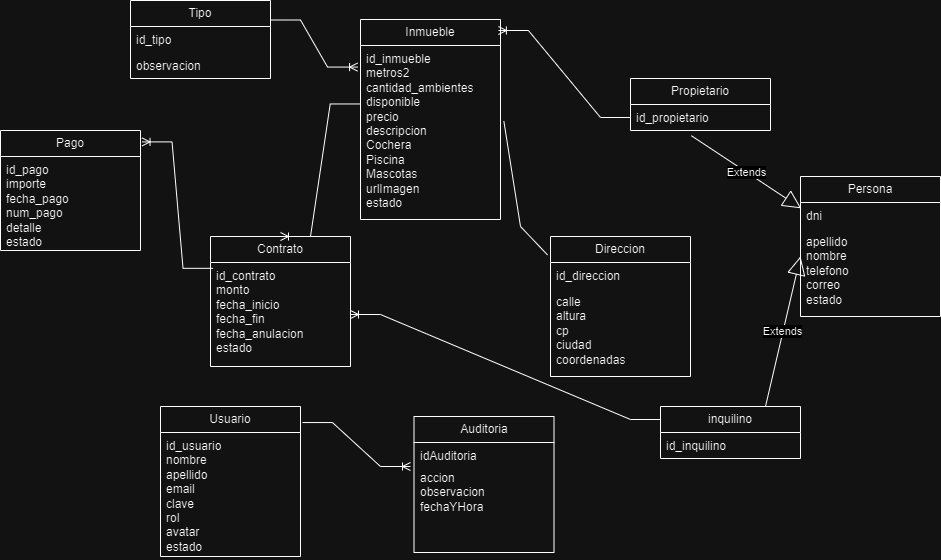 Tipo
id_tipo
observacion
Inmueble
id_inmueble
metros2
cantidad_ambientes
disponible
precio
descripcion
Cochera
Piscina
Mascotas
urlImagen
estado
Propietario
id_propietario
Pago
id_pago
importe
fecha_pago
num_pago
detalle
estado
Extends
Persona
dni
apellido
nombre
telefono
correo
estado
Contrato
id_contrato
monto
fecha_inicio
fecha_fin
fecha_anulacion
estado
Direccion
id_direccion
calle
altura
cp
ciudad
coordenadas
Extends
Usuario
id_usuario
nombre
apellido
email
clave
rol
avatar
estado
Auditoria
idAuditoria
accion
observacion
fechaYHora
inquilino
id_inquilino